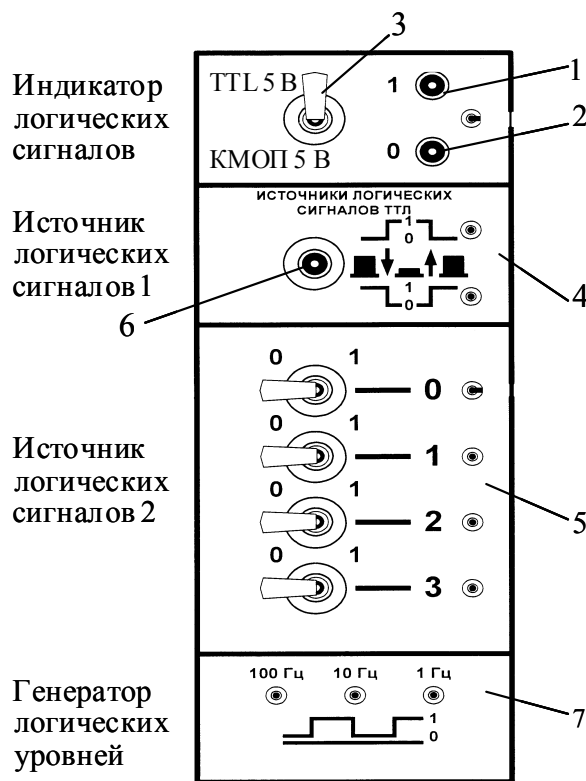 3
Индикатор
логических
сигналов
TTL 5 В
КМОП 5 В
1
0
1
2
Источник
логических
сигналов 1
ИСТОЧНИКИ ЛОГИЧЕСКИХ
СИГНАЛОВ ТТЛ
1
0
1
0
6
4
Источник
логических
сигналов 2
0 1
0
0 1
1
0 1
2
0 1
3
5
Генератор
логических
уровней
100 Гц 10 Гц 1 Гц
1
0
7